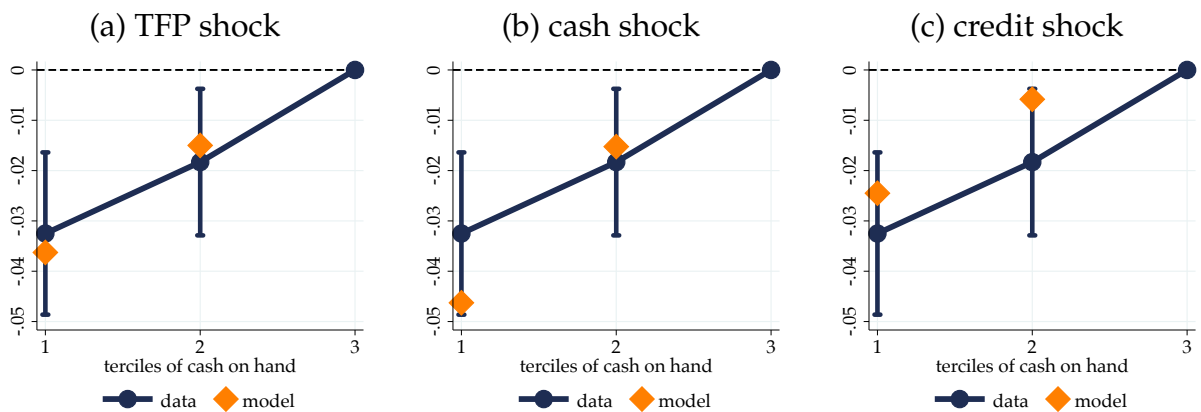 (a) TFP shock
0
-.01
-.02
-.03
-.04
-.05
1 2 3
terciles of cash on hand
data model
(b) cash shock
0
-.01
-.02
-.03
-.04
-.05
1 2 3
terciles of cash on hand
data model
(c) credit shock
0
-.01
-.02
-.03
-.04
-.05
1 2 3
terciles of cash on hand
data model